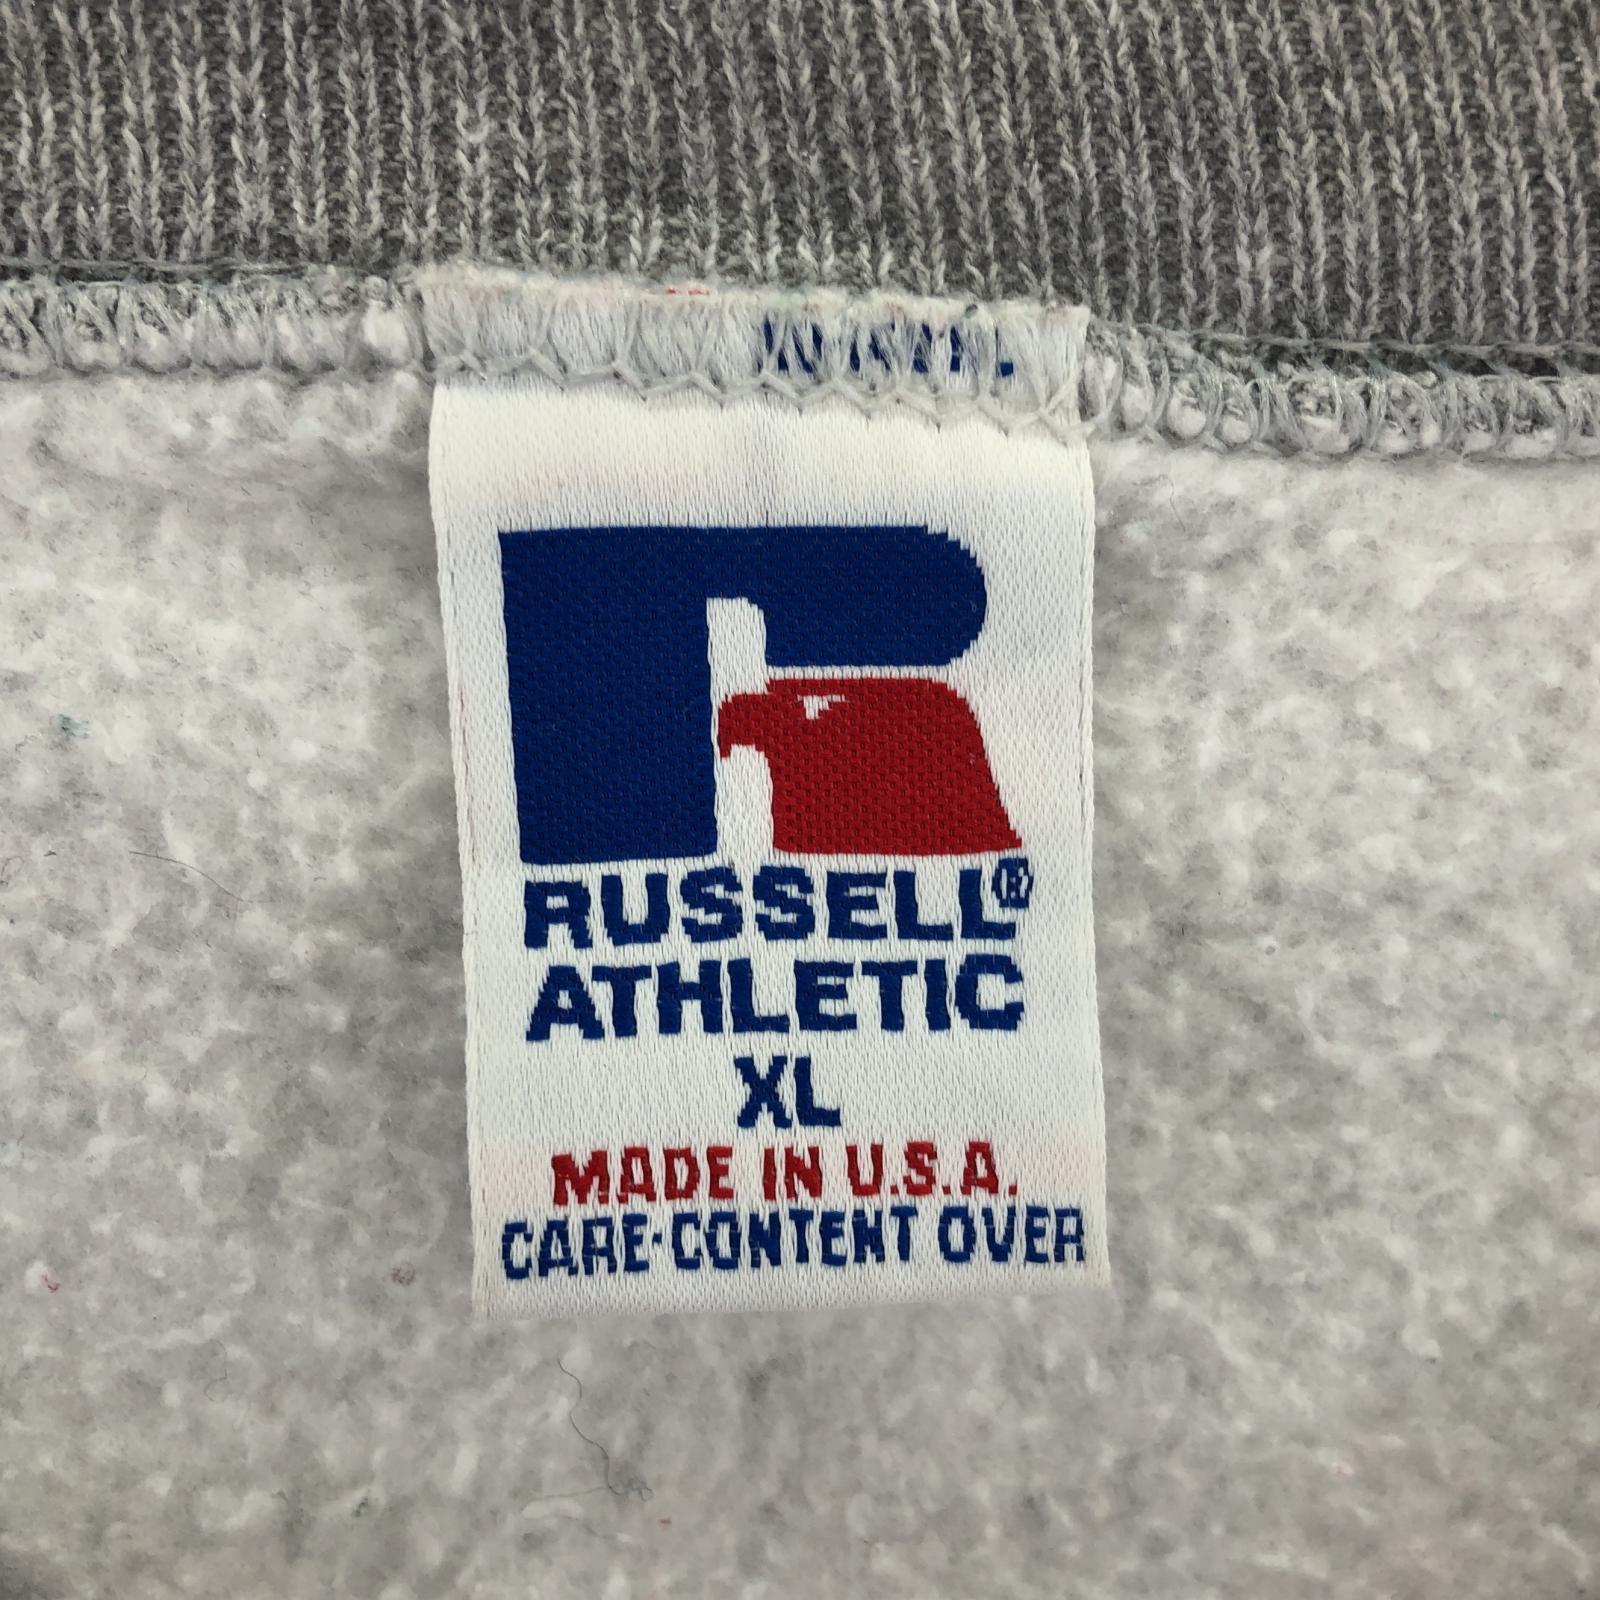 RUSSELL®
ATHLETIC
XL
MADE IN U.S.A.
CARE·CONTENT OVER